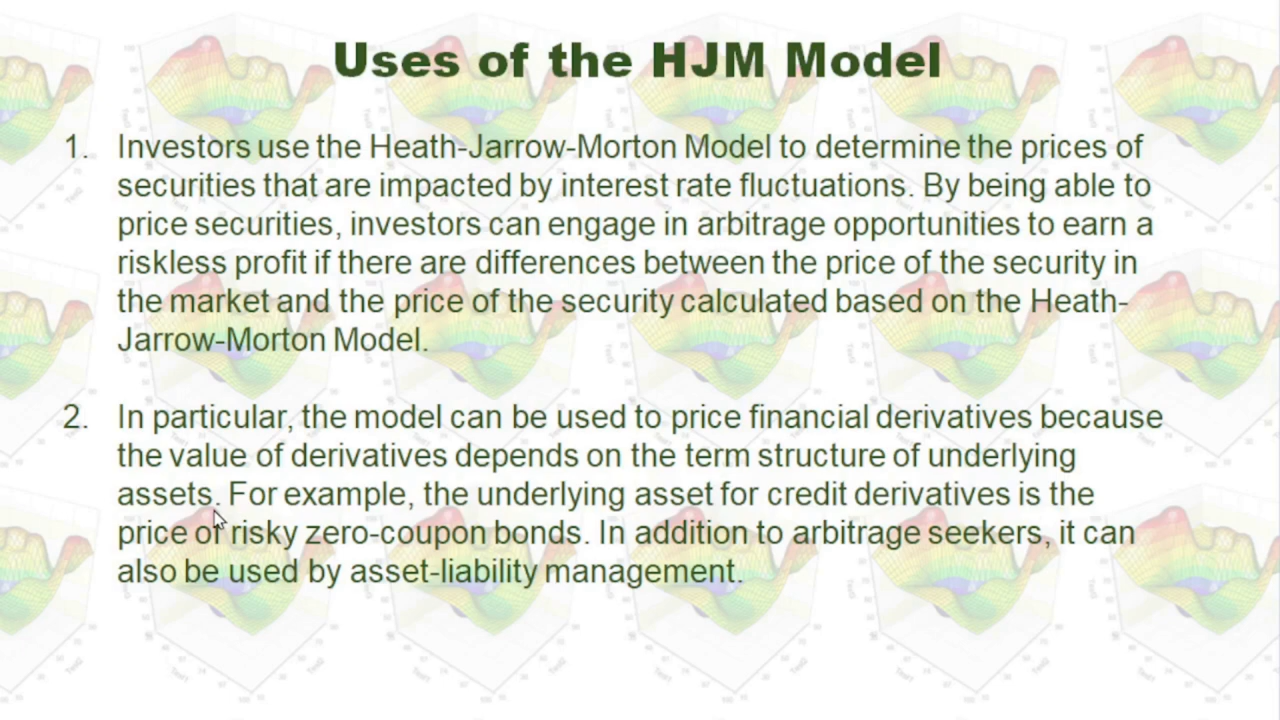 Uses of the HJM Model
1. Investors use the Heath-Jarrow-Morton Model to determine the prices of
securities that are impacted by interest rate fluctuations. By being able to
price securities, investors can engage in arbitrage opportunities to earn a
riskless profit if there are differences between the price of the security in
the market and the price of the security calculated based on the Heath-
Jarrow-Morton Model.
2. In particular, the model can be used to price financial derivatives because
the value of derivatives depends on the term structure of underlying
assets. For example, the underlying asset for credit derivatives is the
price of risky zero-coupon bonds. In addition to arbitrage seekers, it can
also be used by asset-liability management.